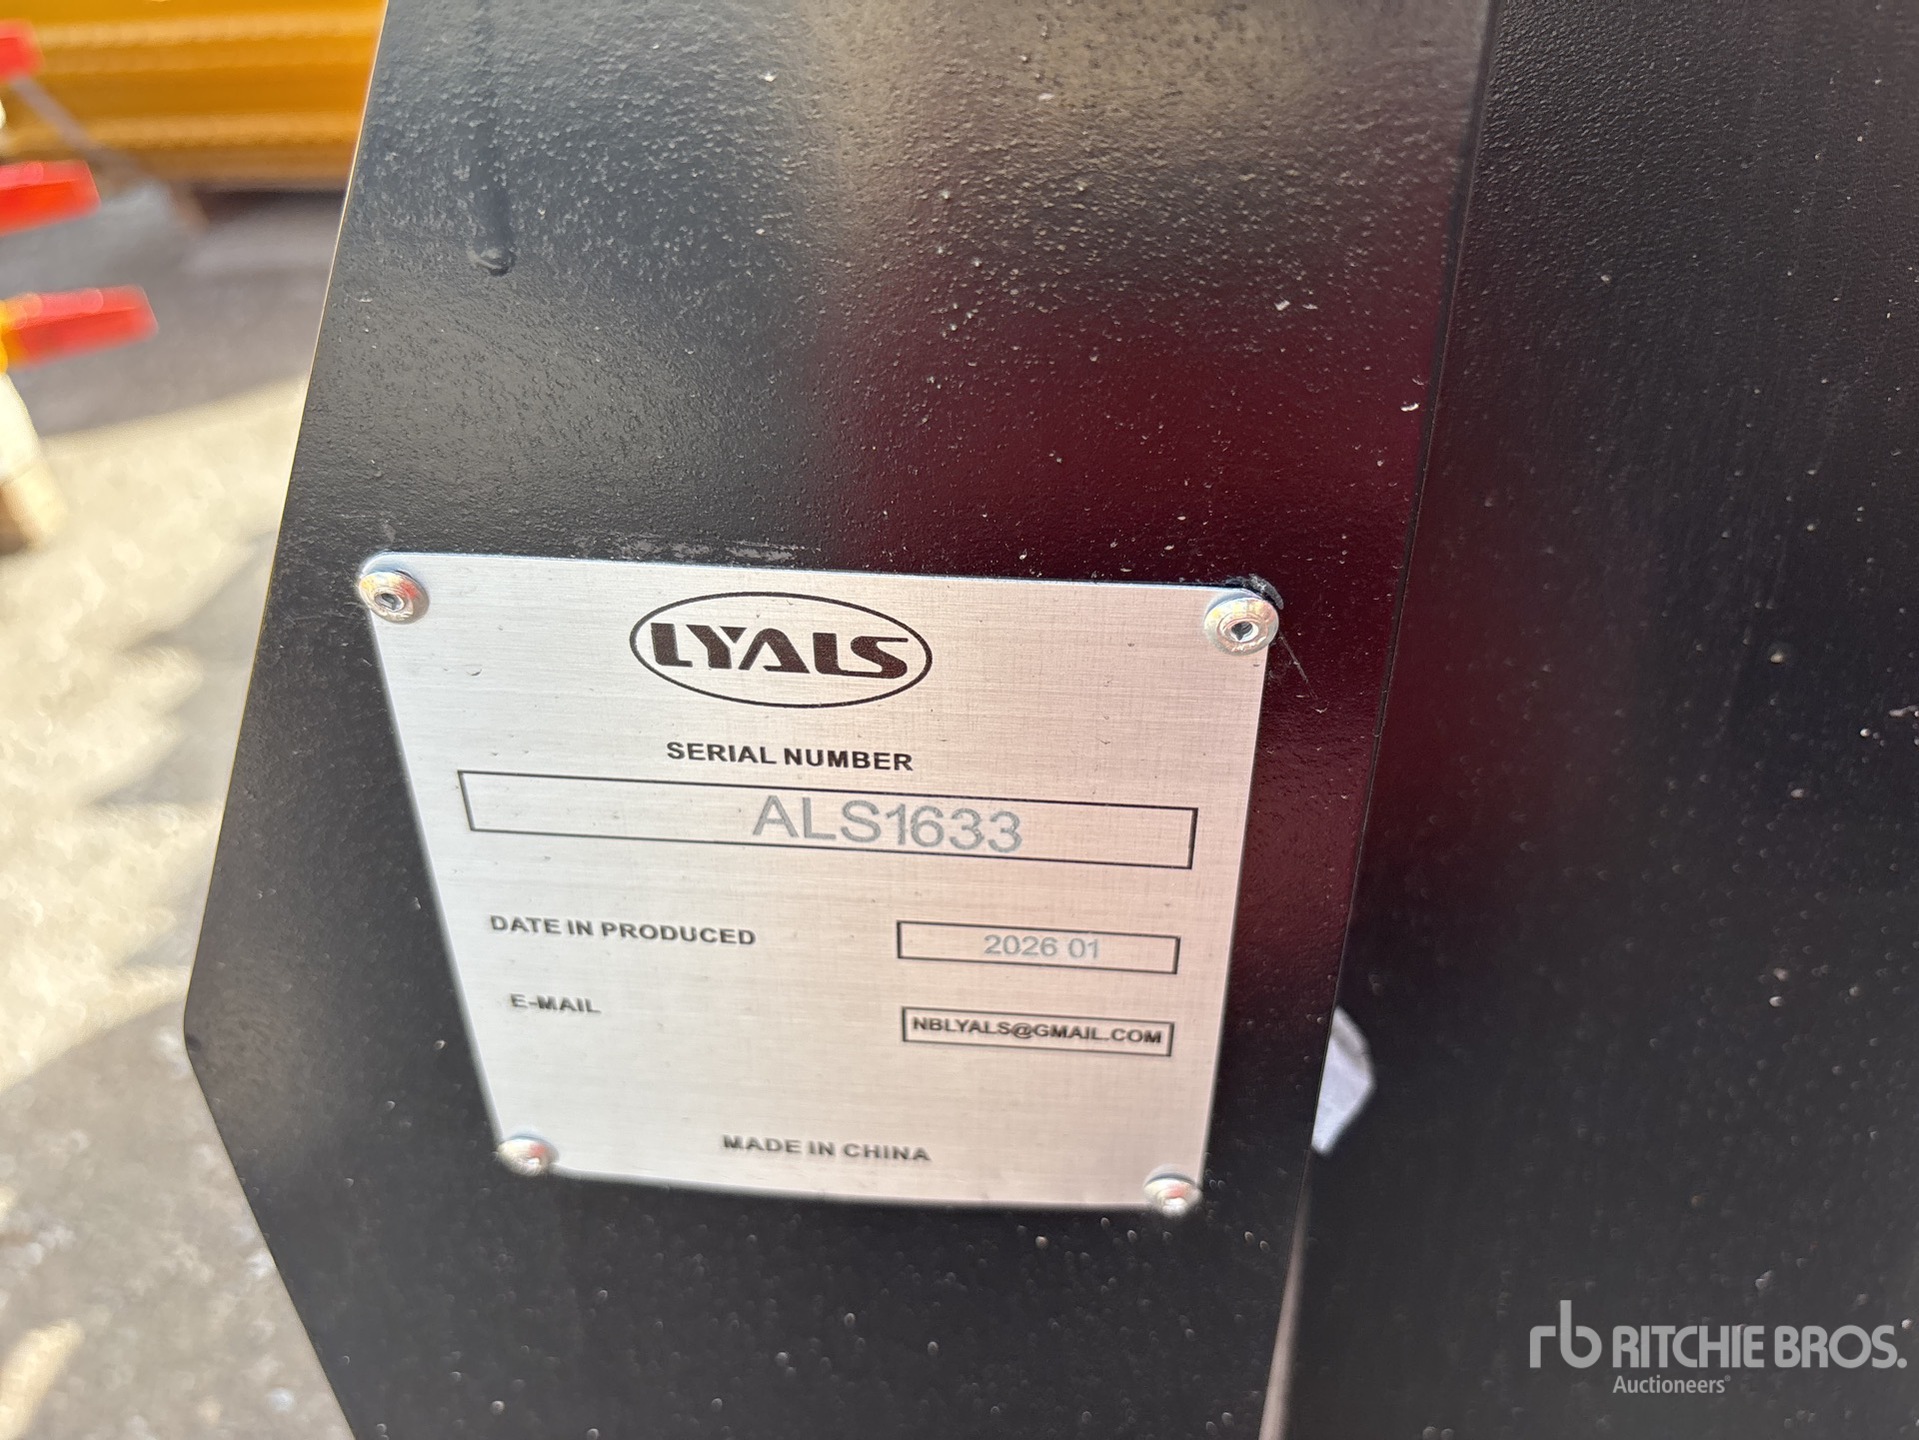 LYALS
SERIAL NUMBER
ALS1633
DATE IN PRODUCED 2026 01
E-MAIL NBLYALS@GMAIL.COM
MADE IN CHINA
rb RITCHIE BROS.
Auctioneers®